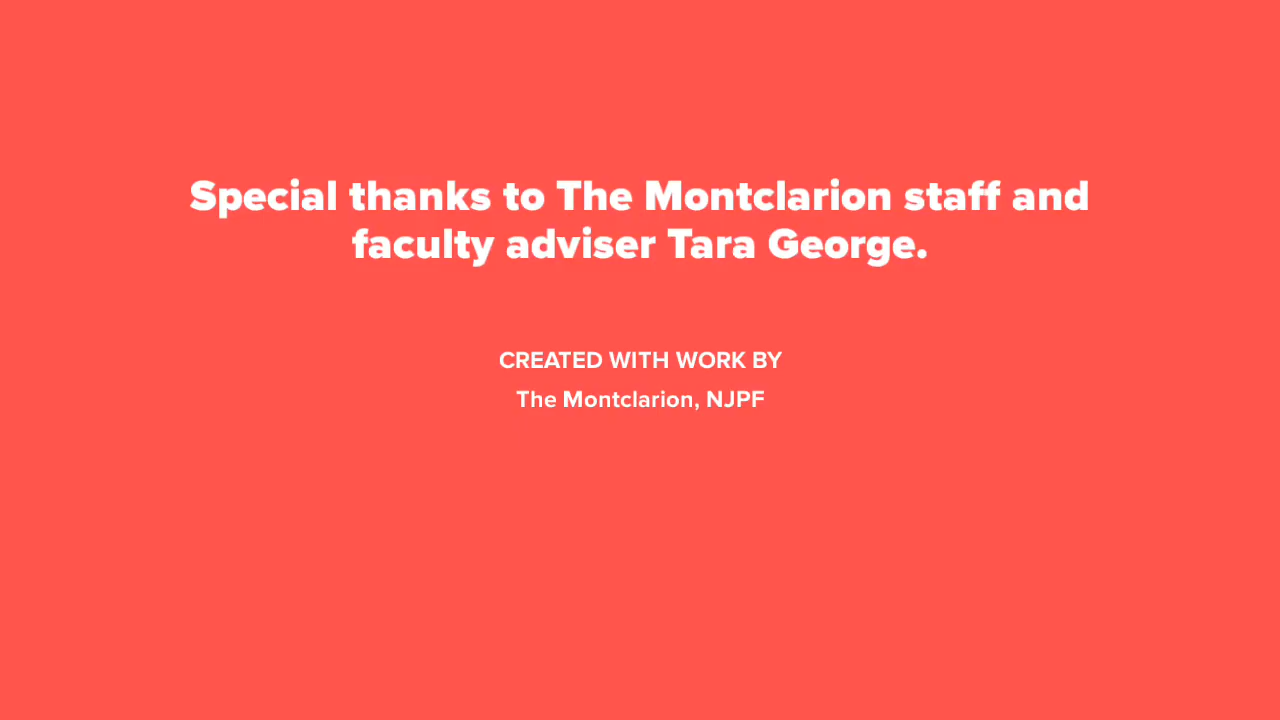 Special thanks to The Montclarion staff and
faculty adviser Tara George.
CREATED WITH WORK BY
The Montclarion, NJPF